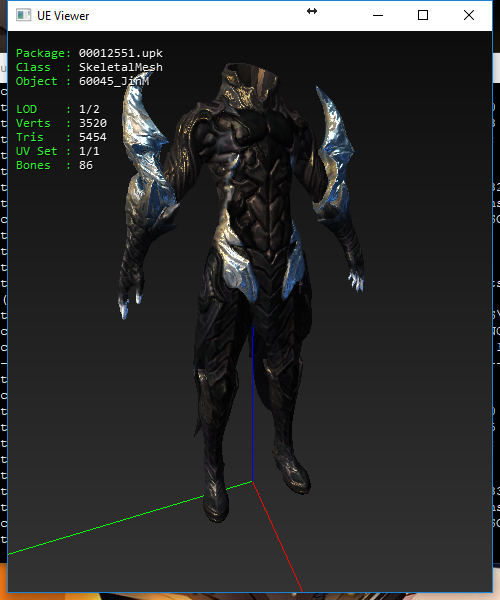 UE Viewer
Package: 00012551.upk
Class : SkeletalMesh
Object : 60045_JinM
LOD : 1/2
Verts : 3520
Tris : 5454
UV Set : 1/1
Bones : 86